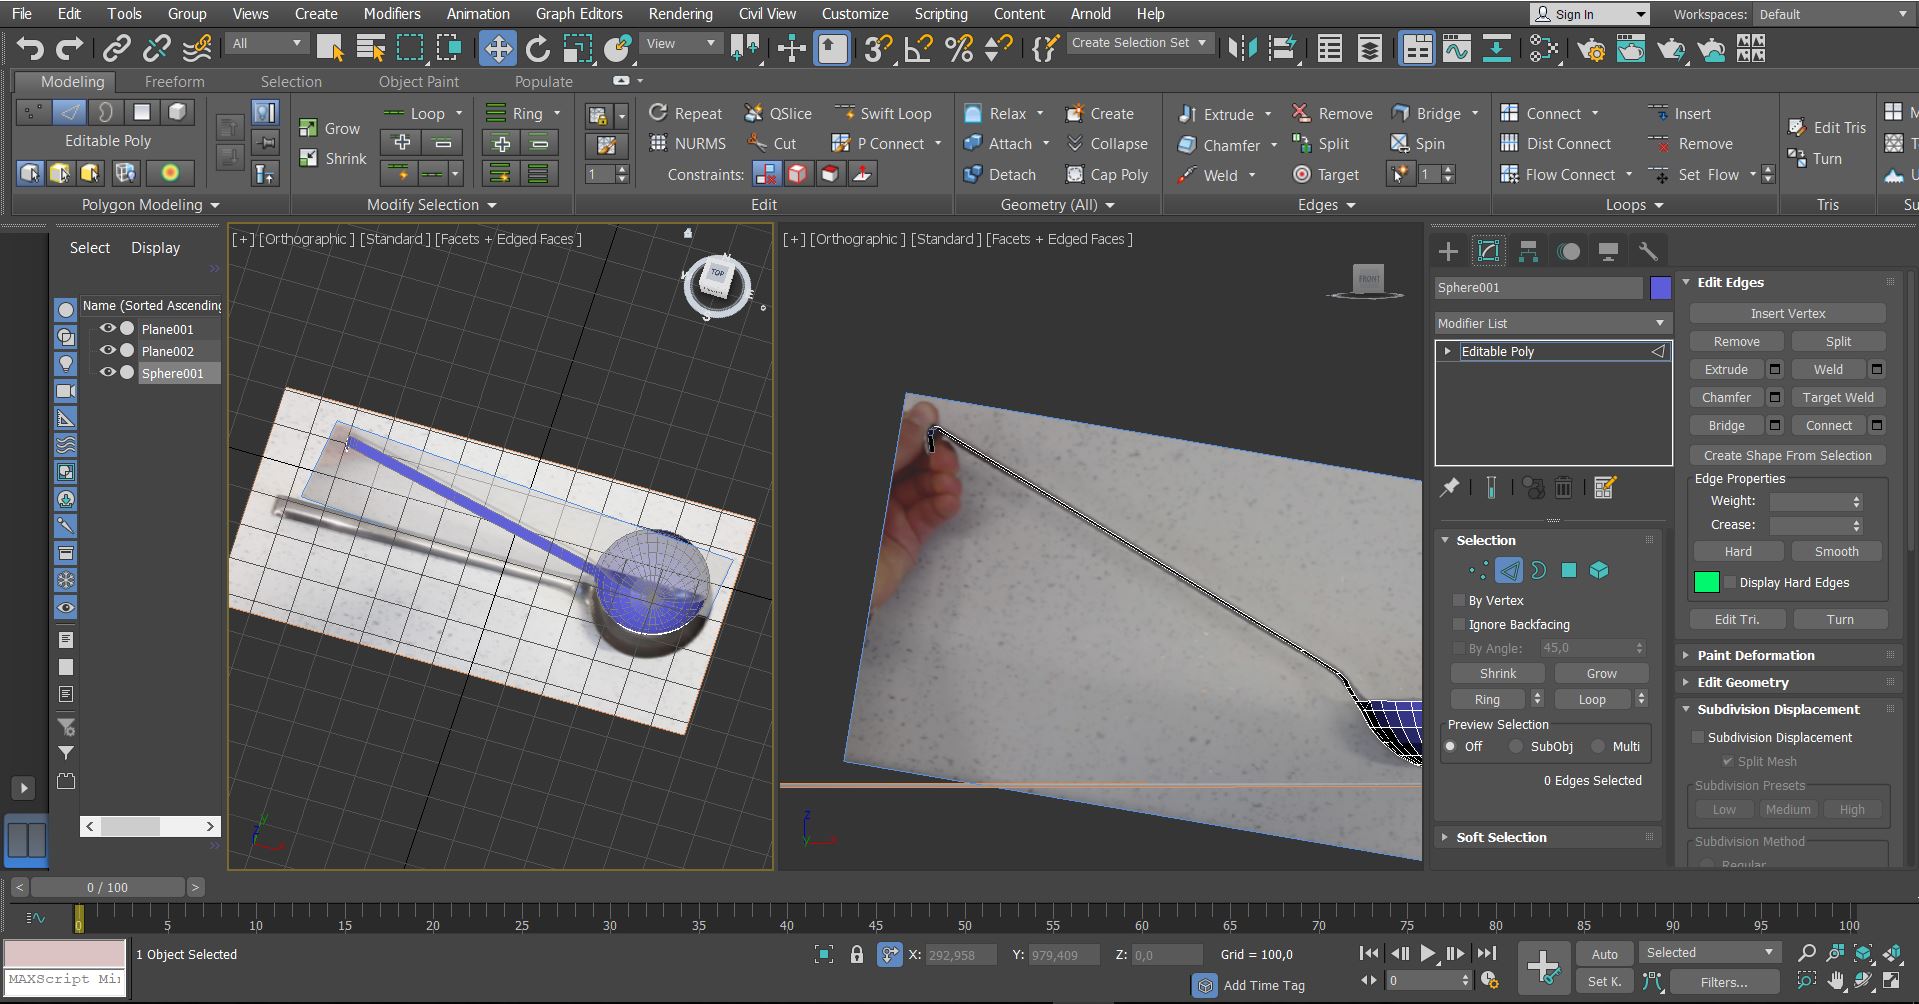 File Edit Tools Group Views Create Modifiers Animation Graph Editors Rendering Civil View Customize Scripting Content Arnold Help Sign In Workspaces: Default
All View Create Selection Set
Modeling Freeform Selection Object Paint Populate
Loop Ring Repeat QSlice Swift Loop Relax Create Extrude Remove Bridge Connect Insert
Grow Edit Tris
Editable Poly NURMS Cut P Connect Attach Collapse Chamfer Split Spin Dist Connect Remove
Shrink Turn
1 Constraints: Detach Cap Poly Weld Target 1 Flow Connect Set Flow
Polygon Modeling Modify Selection Edit Geometry (All) Edges Loops Tris Su
Select Display
[+] [Orthographic ] [Standard ] [Facets + Edged Faces ]
[+] [Orthographic ] [Standard ] [Facets + Edged Faces ]
Name (Sorted Ascending
Plane001
Plane002
Sphere001
TOP
FRONT
Sphere001
Modifier List
Editable Poly
Selection
By Vertex
Ignore Backfacing
By Angle: 45,0
Shrink Grow
Ring Loop
Preview Selection
Off SubObj Multi
0 Edges Selected
Soft Selection
Edit Edges
Insert Vertex
Remove Split
Extrude Weld
Chamfer Target Weld
Bridge Connect
Create Shape From Selection
Edge Properties
Weight:
Crease:
Hard Smooth
Display Hard Edges
Edit Tri. Turn
Paint Deformation
Edit Geometry
Subdivision Displacement
Subdivision Displacement
Split Mesh
Subdivision Presets
Low Medium High
Subdivision Method
Regular
z y
z y
< 0 / 100 >
0 5 10 15 20 25 30 35 40 45 50 55 60 65 70 75 80 85 90 95 100
1 Object Selected X: 292,958 Y: 979,409 Z: 0,0 Grid = 100,0 Auto Selected
MAXScript Mi Add Time Tag 0 Set K. Filters...